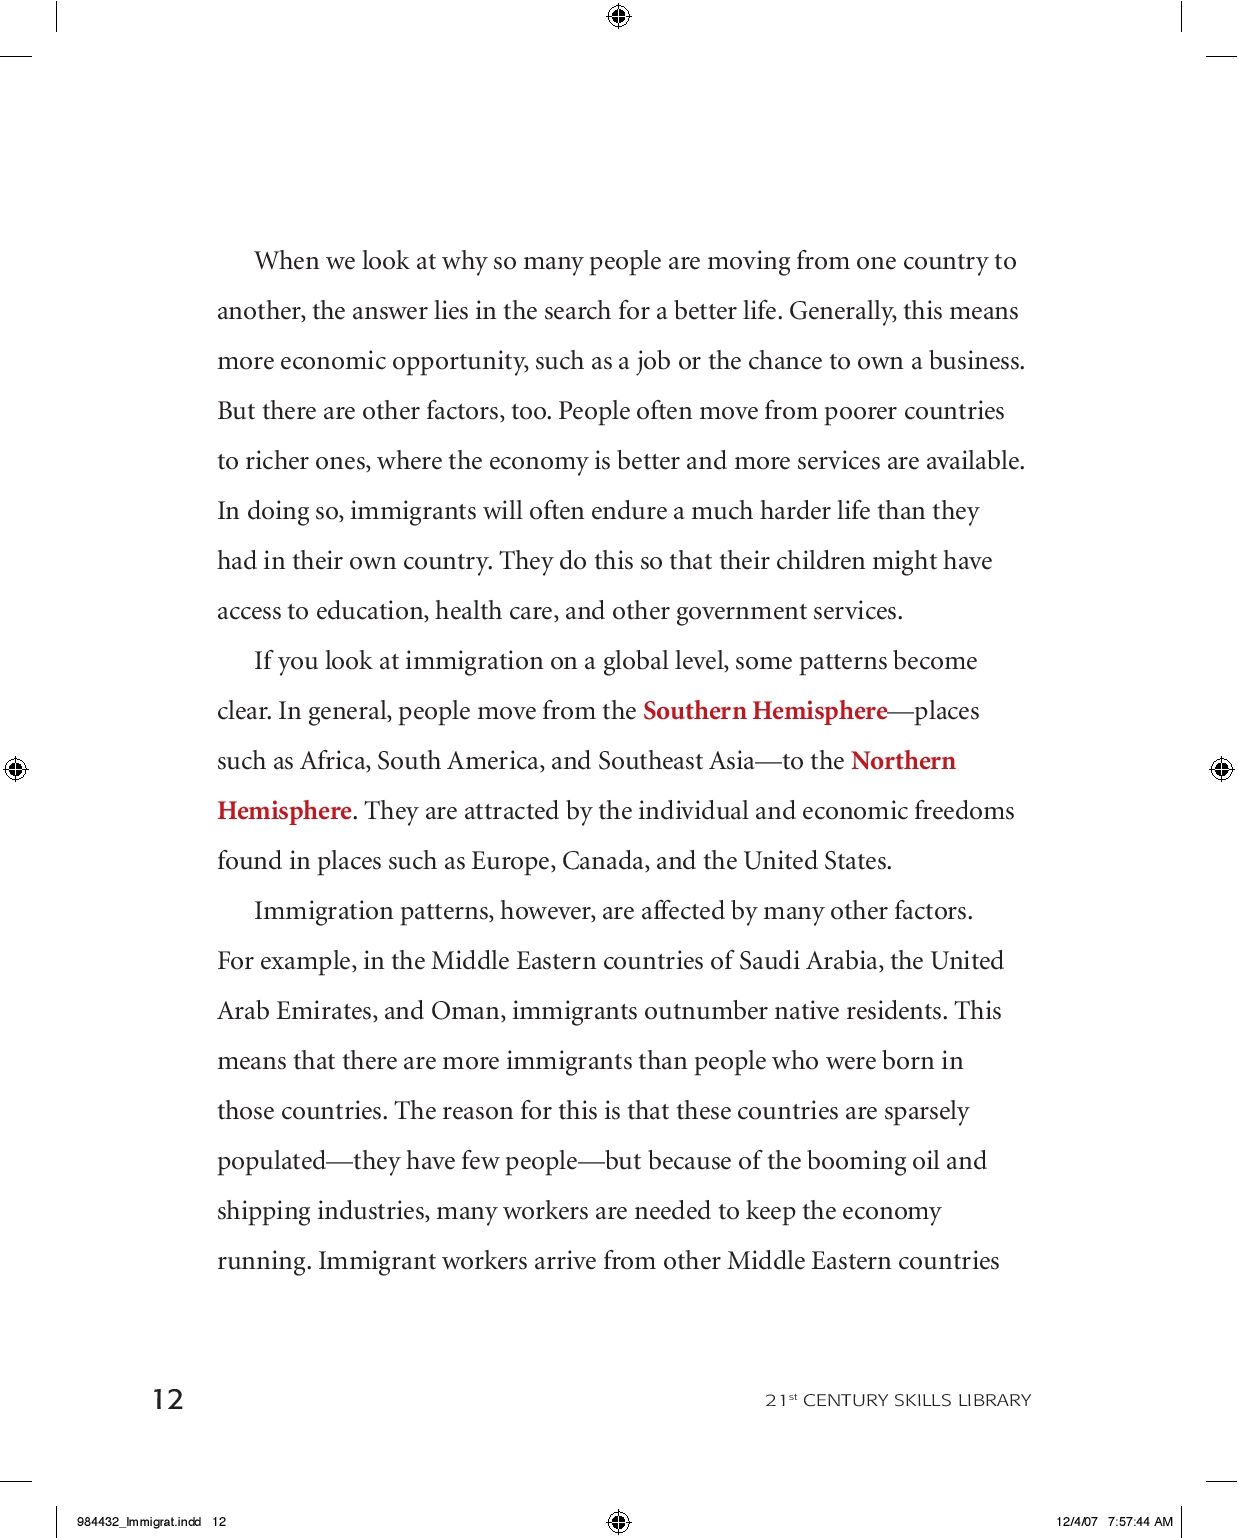 When we look at why so many people are moving from one country to
another, the answer lies in the search for a better life. Generally, this means
more economic opportunity, such as a job or the chance to own a business.
But there are other factors, too. People often move from poorer countries
to richer ones, where the economy is better and more services are available.
In doing so, immigrants will often endure a much harder life than they
had in their own country. They do this so that their children might have
access to education, health care, and other government services.
If you look at immigration on a global level, some patterns become
clear. In general, people move from the Southern Hemisphere—places
such as Africa, South America, and Southeast Asia—to the Northern
Hemisphere. They are attracted by the individual and economic freedoms
found in places such as Europe, Canada, and the United States.
Immigration patterns, however, are affected by many other factors.
For example, in the Middle Eastern countries of Saudi Arabia, the United
Arab Emirates, and Oman, immigrants outnumber native residents. This
means that there are more immigrants than people who were born in
those countries. The reason for this is that these countries are sparsely
populated—they have few people—but because of the booming oil and
shipping industries, many workers are needed to keep the economy
running. Immigrant workers arrive from other Middle Eastern countries
12
21st CENTURY SKILLS LIBRARY
984432_Immigrat.indd 12
12/4/07 7:57:44 AM